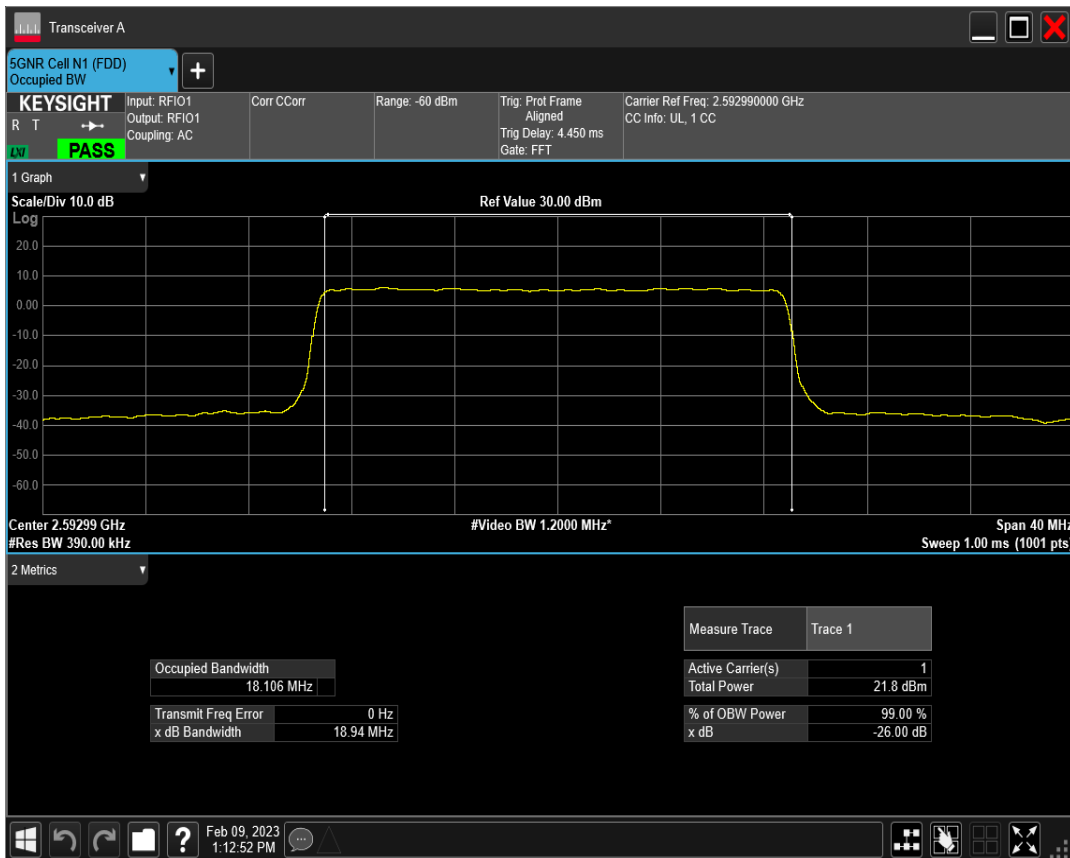 Transceiver A
5GNR Cell N1 (FDD)
Occupied BW
KEYSIGHT
R T
LXI
PASS
Input: RFIO1
Output: RFIO1
Coupling: AC
Corr CCorr
Range: -60 dBm
Trig: Prot Frame
Aligned
Trig Delay: 4.450 ms
Gate: FFT
Carrier Ref Freq: 2.592990000 GHz
CC Info: UL, 1 CC
1 Graph
Scale/Div 10.0 dB
Ref Value 30.00 dBm
Log
20.0
10.0
0.00
-10.0
-20.0
-30.0
-40.0
-50.0
-60.0
Center 2.59299 GHz
#Video BW 1.2000 MHz*
Span 40 MHz
#Res BW 390.00 kHz
Sweep 1.00 ms (1001 pts)
2 Metrics
Measure Trace Trace 1
Occupied Bandwidth
18.106 MHz
Active Carrier(s) 1
Total Power 21.8 dBm
Transmit Freq Error 0 Hz
x dB Bandwidth 18.94 MHz
% of OBW Power 99.00 %
x dB -26.00 dB
?
Feb 09, 2023
1:12:52 PM